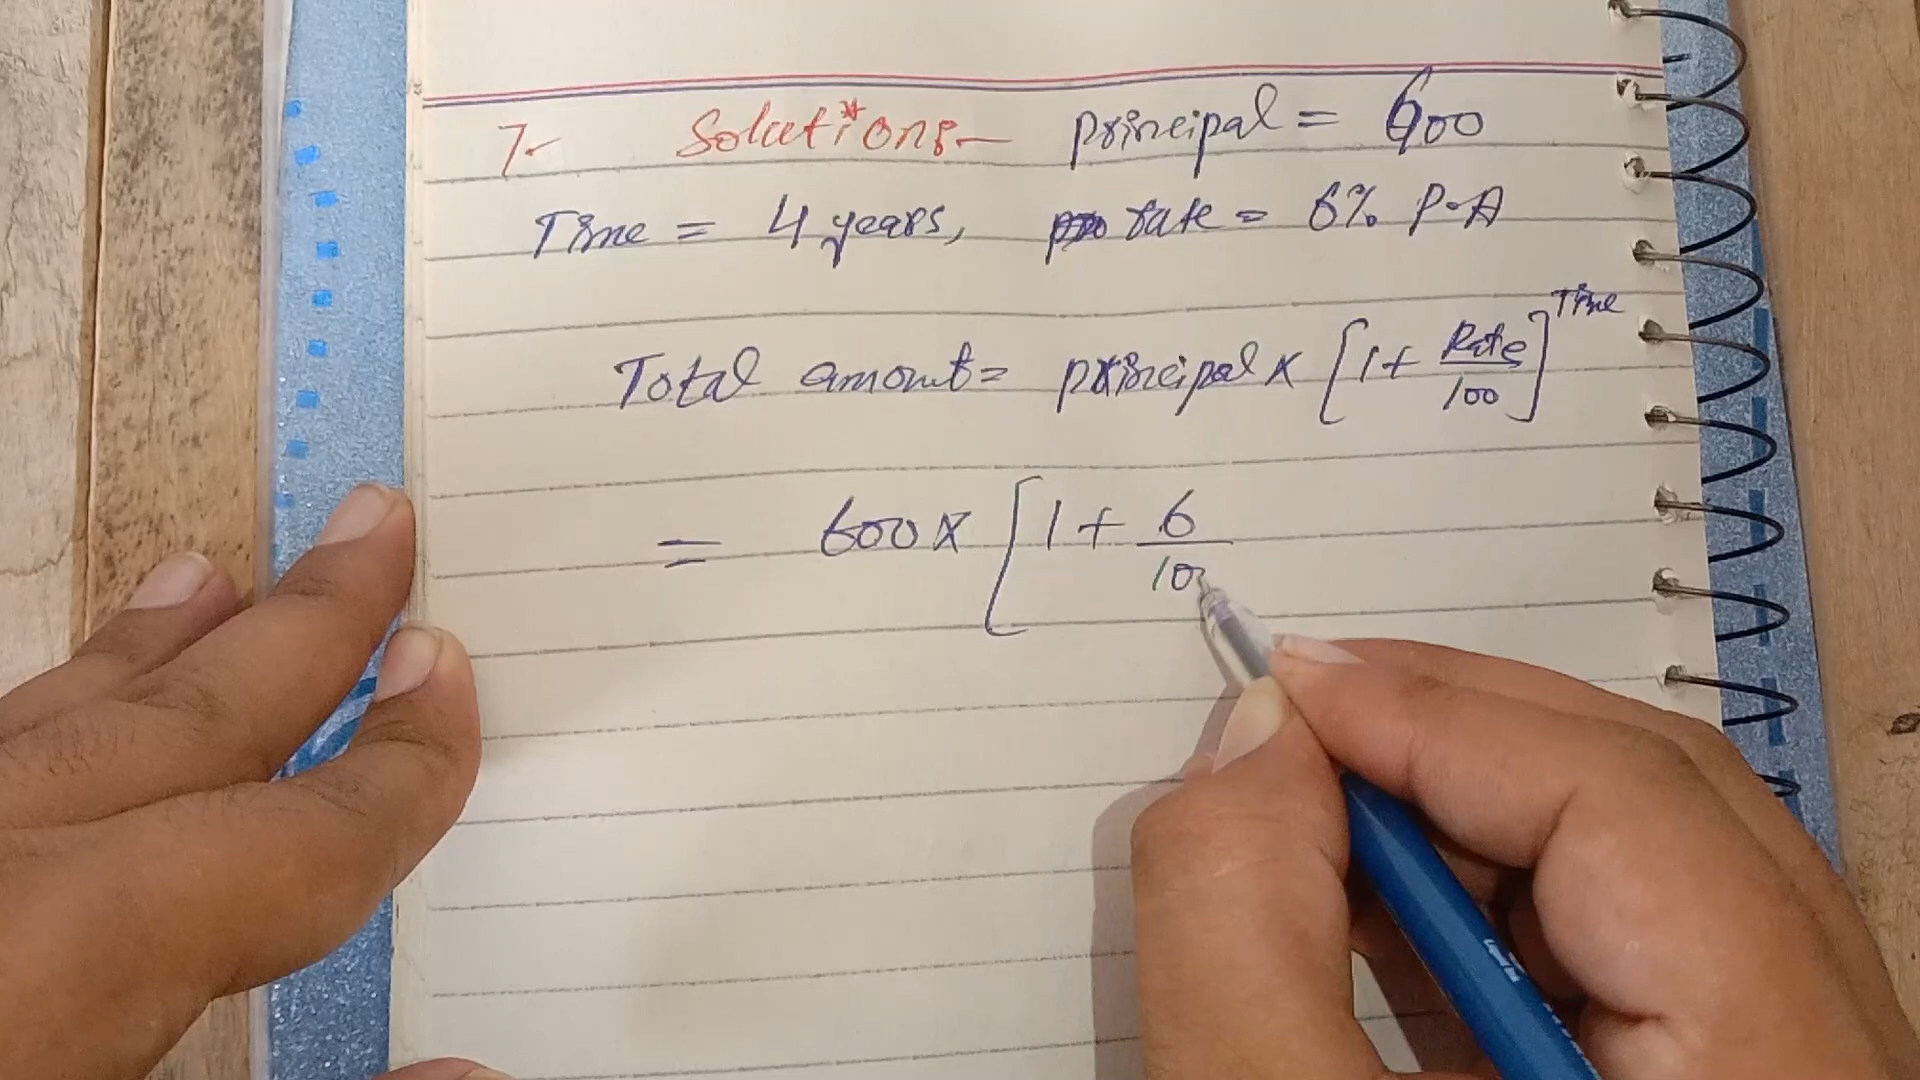 7.- Solutions- principal = 600
Time = 4 years, rate = 6% P.A
Total amount = principal × [1 + Rate/100]^Time
= 600 × [1 + 6/100